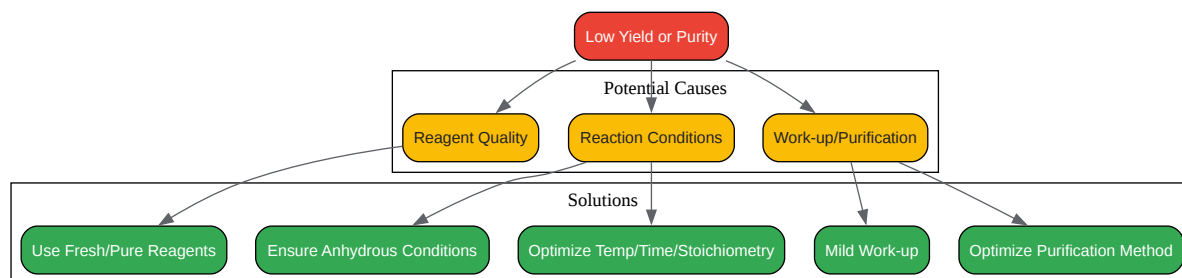 Low Yield or Purity
Potential Causes
Reagent Quality
Reaction Conditions
Work-up/Purification
Solutions
Use Fresh/Pure Reagents
Ensure Anhydrous Conditions
Optimize Temp/Time/Stoichiometry
Mild Work-up
Optimize Purification Method